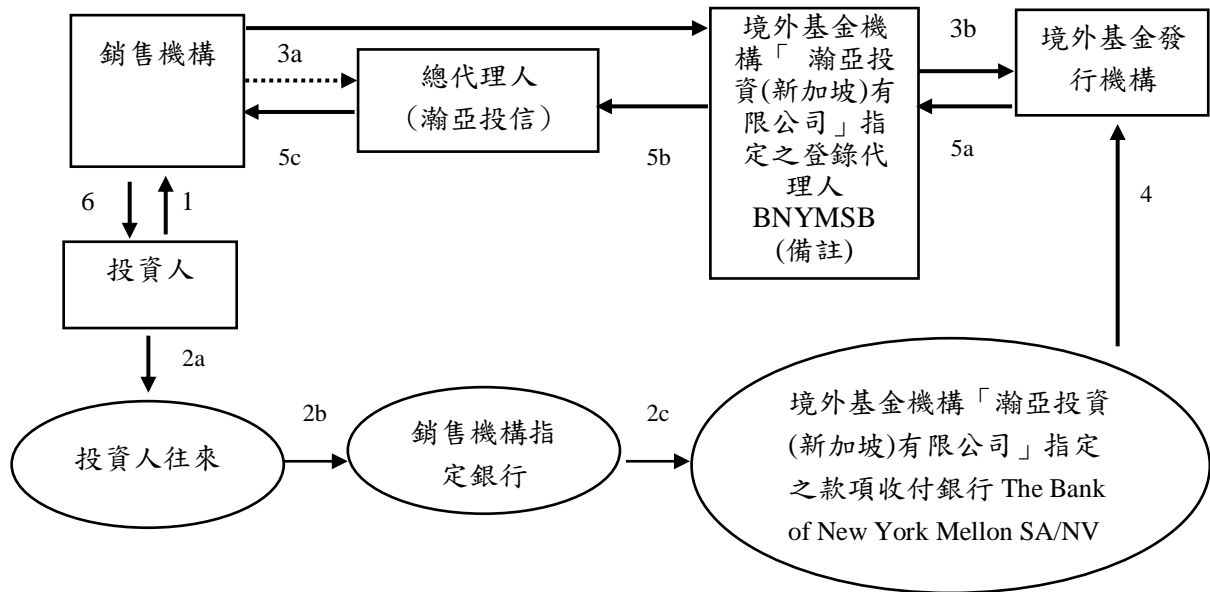 銷售機構
3a
總代理人
(瀚亞投信)
5c
5b
境外基金機
構「 瀚亞投
資(新加坡)有
限公司」指
定之登錄代
理人
BNYMSB
(備註)
3b
5a
境外基金發
行機構
4
6
1
投資人
2a
投資人往來
2b
銷售機構指
定銀行
2c
境外基金機構「瀚亞投資
(新加坡)有限公司」指定
之款項收付銀行 The Bank
of New York Mellon SA/NV